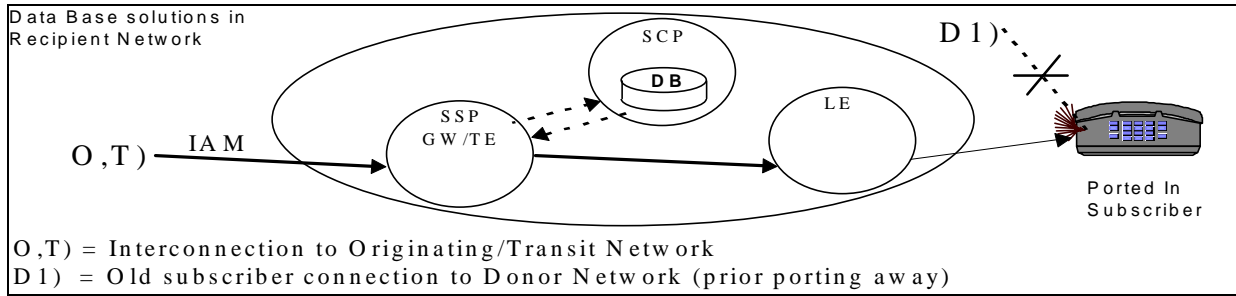 Data Base solutions in
Recipient Network
SCP
DB
D1)
SSP
GW/TE
LE
IAM
O,T)
Ported In
Subscriber
O,T) = Interconnection to Originating/Transit Network
D1) = Old subscriber connection to Donor Network (prior porting away)